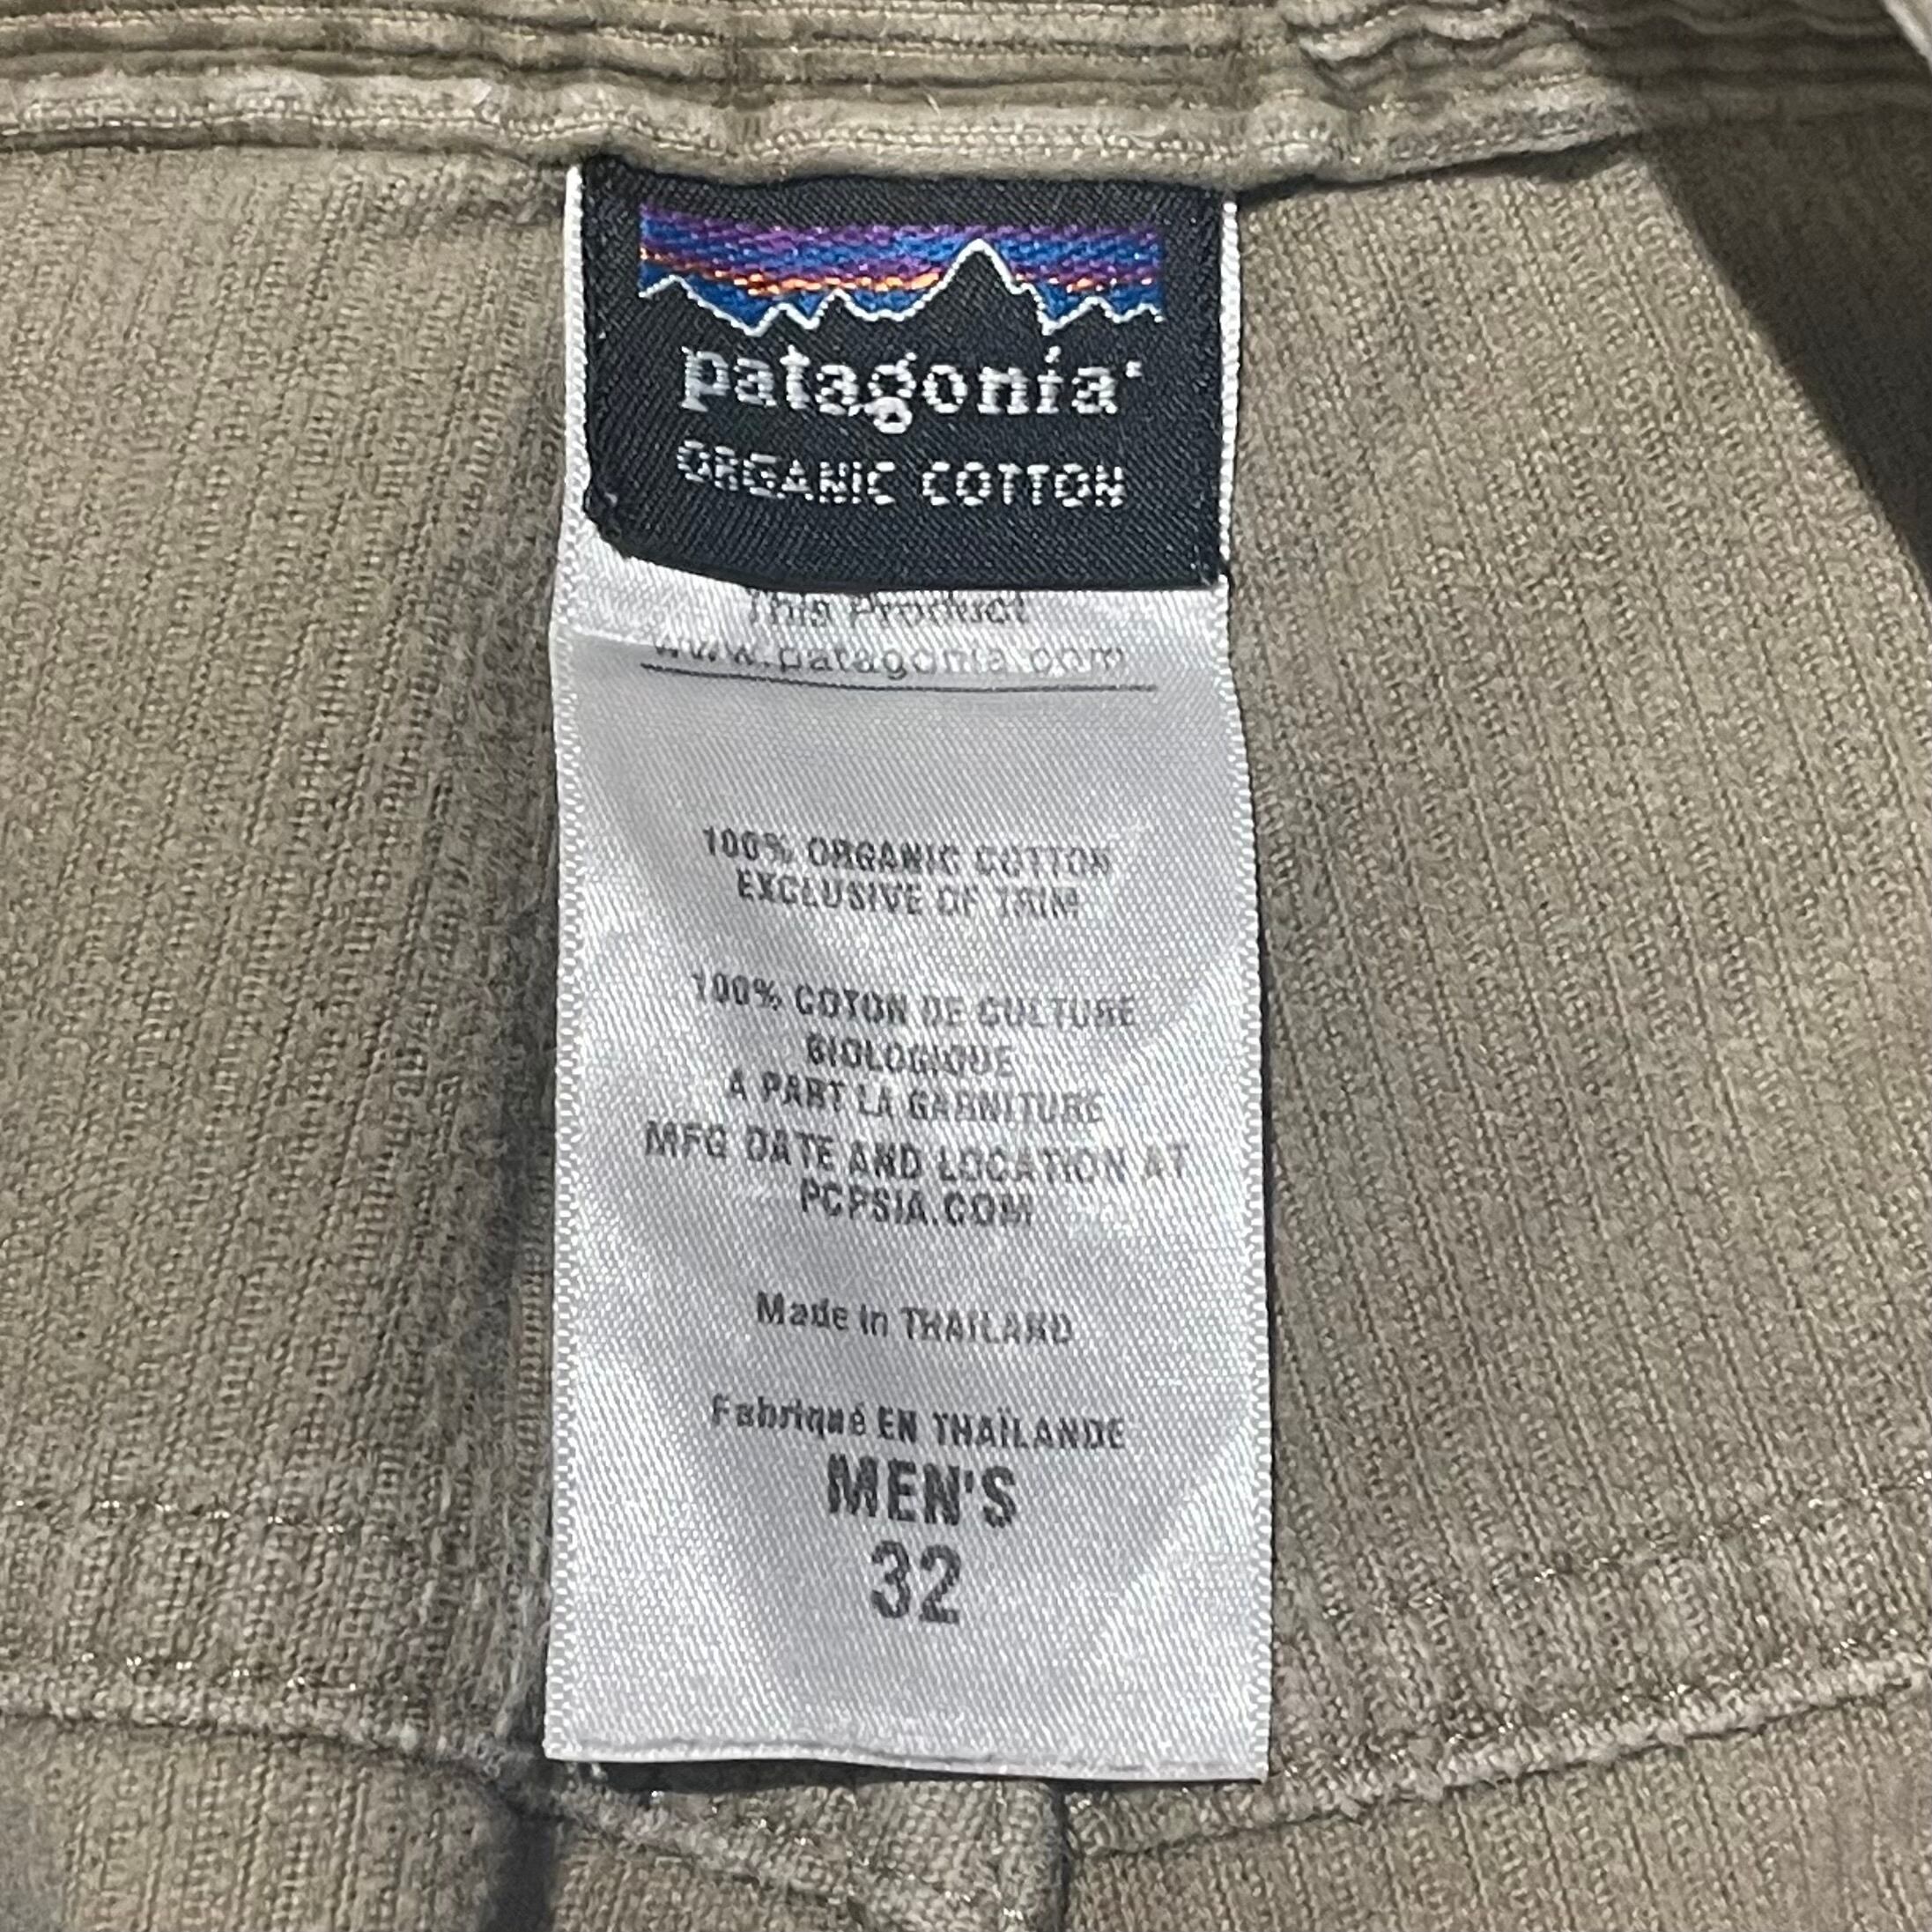 patagonia
ORGANIC COTTON
This Product
www.patagonia.com
100% ORGANIC COTTON
EXCLUSIVE OF TRIM
100% COTON DE CULTURE
BIOLOGIQUE
A PART LA GARNITURE
MFG DATE AND LOCATION AT
PCPSIA.COM
Made in THAILAND
Fabriqué EN THAÏLANDE
MEN'S
32